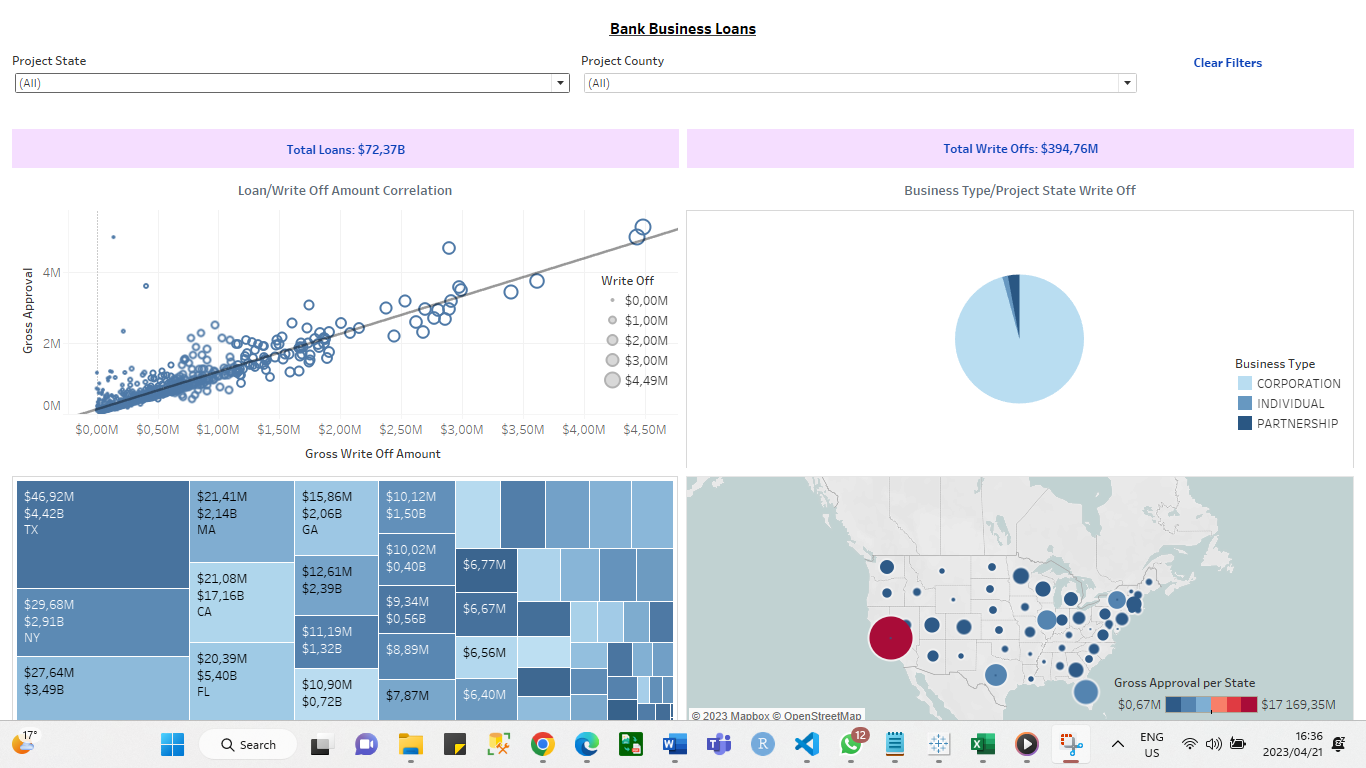 Bank Business Loans
Project State
Project County
Clear Filters
(All)
(All)
Total Loans: $72,37B
Total Write Offs: $394,76M
Loan/Write Off Amount Correlation
Gross Approval
4M
2M
0M
$0,00M $0,50M $1,00M $1,50M $2,00M $2,50M $3,00M $3,50M $4,00M $4,50M
Gross Write Off Amount
Write Off
$0,00M
$1,00M
$2,00M
$3,00M
$4,49M
Business Type/Project State Write Off
Business Type
CORPORATION
INDIVIDUAL
PARTNERSHIP
$46,92M
$4,42B
TX
$29,68M
$2,91B
NY
$27,64M
$3,49B
$21,41M
$2,14B
MA
$21,08M
$17,16B
CA
$20,39M
$5,40B
FL
$15,86M
$2,06B
GA
$12,61M
$2,39B
$11,19M
$1,32B
$10,90M
$0,72B
$10,12M
$1,50B
$10,02M
$0,40B
$9,34M
$0,56B
$8,89M
$7,87M
$6,77M
$6,67M
$6,56M
$6,40M
Gross Approval per State
$0,67M $17 169,35M
© 2023 Mapbox © OpenStreetMap
17°
Search
W
T
R
12
X
ENG
US
16:36
2023/04/21